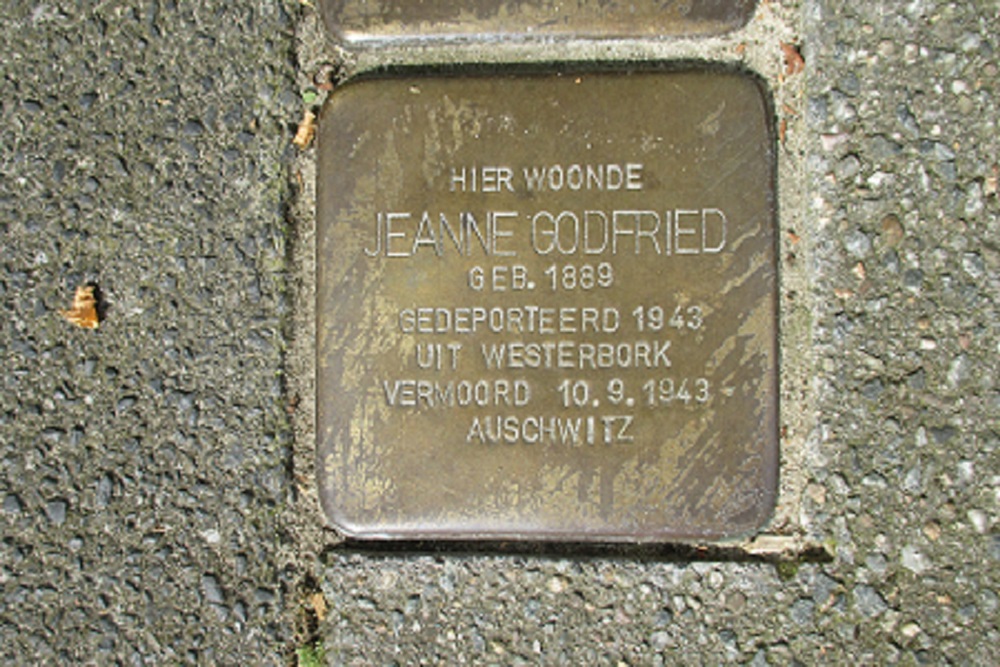 HIER WOONDE
JEANNE GODFRIED
GEB. 1889
GEDEPORTEERD 1943
UIT WESTERBORK
VERMOORD 10.9.1943
AUSCHWITZ